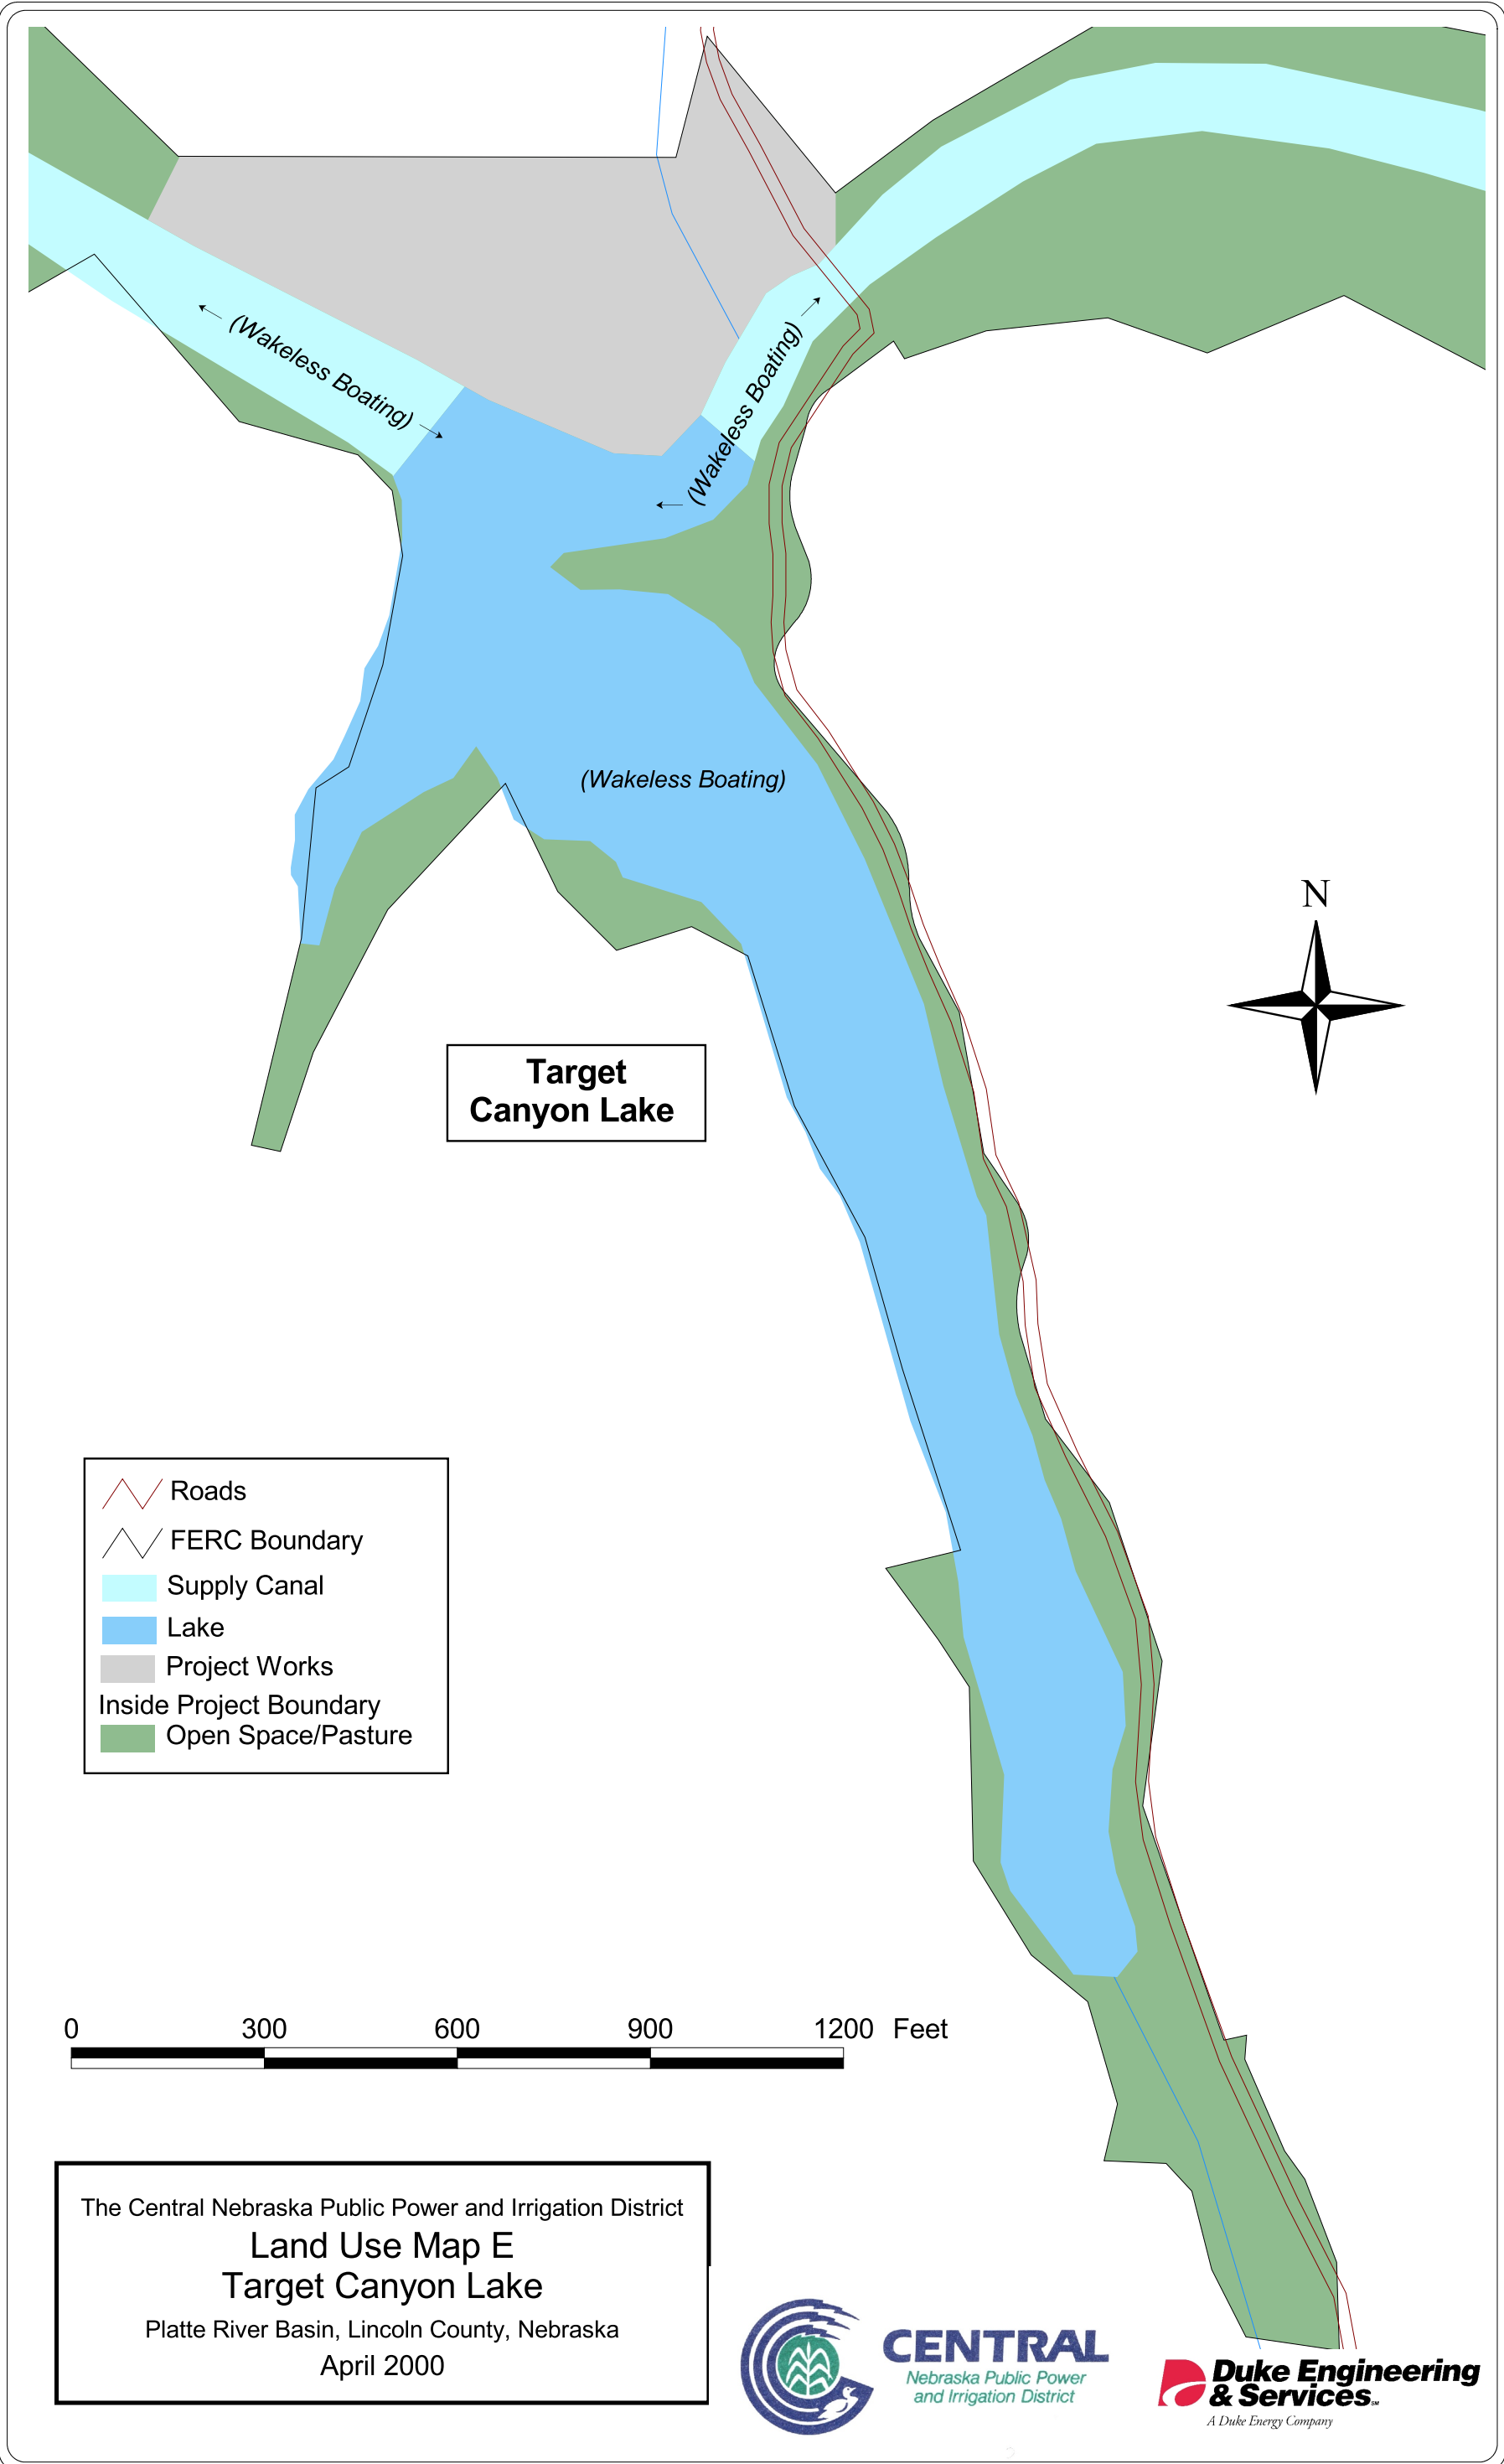 (Wakeless Boating)
(Wakeless Boating)
(Wakeless Boating)
N
Target
Canyon Lake
Roads
FERC Boundary
Supply Canal
Lake
Project Works
Inside Project Boundary
Open Space/Pasture
0 300 600 900 1200 Feet
The Central Nebraska Public Power and Irrigation District
Land Use Map E
Target Canyon Lake
Platte River Basin, Lincoln County, Nebraska
April 2000
CENTRAL
Nebraska Public Power
and Irrigation District
Duke Engineering
& Services℠
A Duke Energy Company